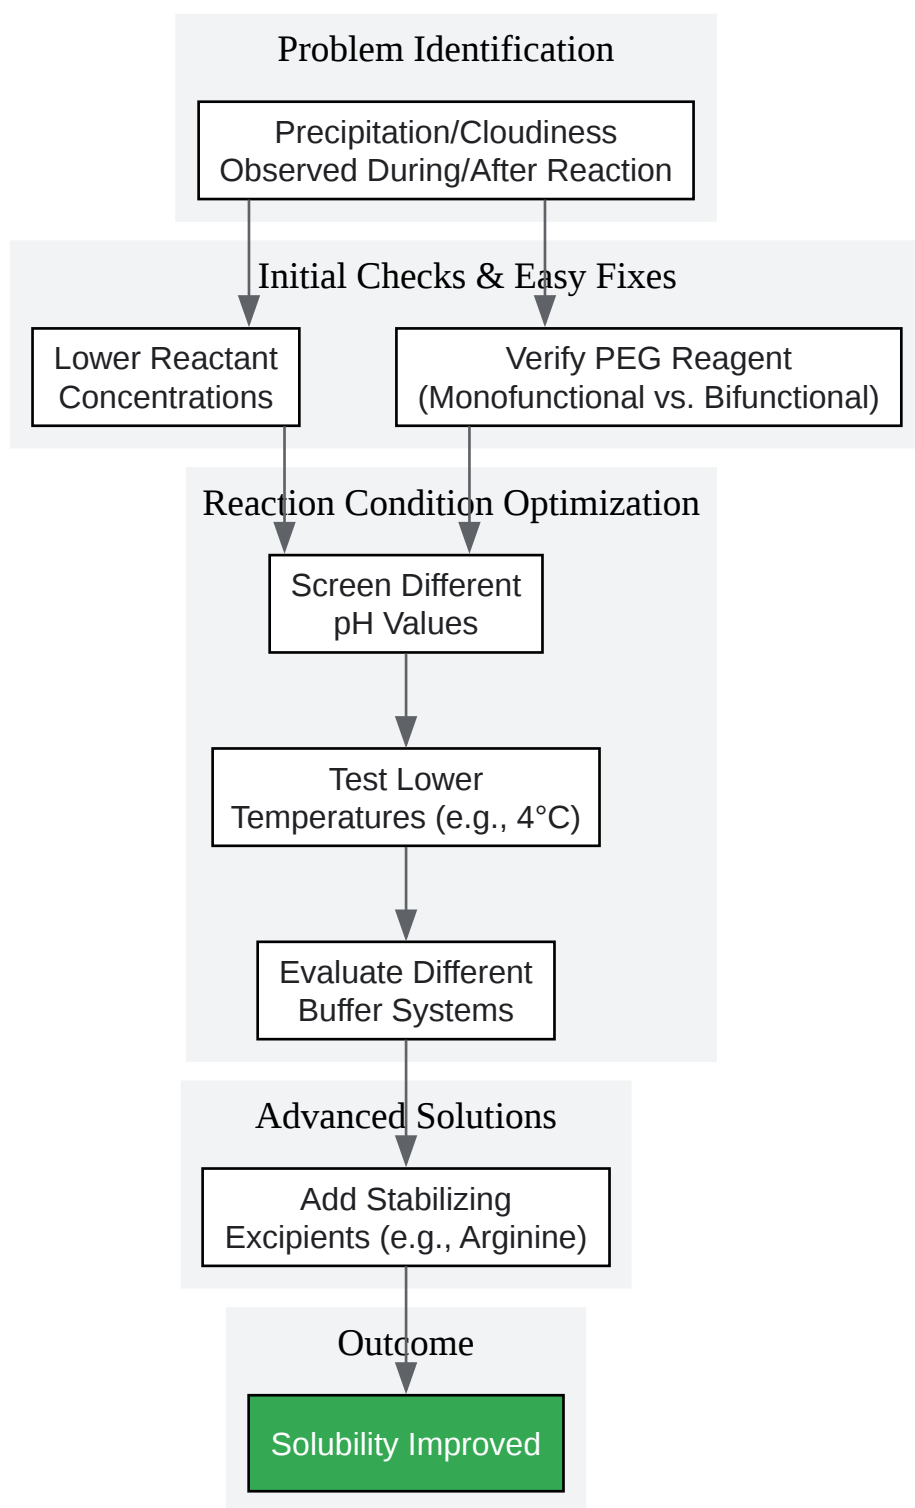 Problem Identification
Precipitation/Cloudiness
Observed During/After Reaction
Initial Checks & Easy Fixes
Lower Reactant
Concentrations
Verify PEG Reagent
(Monofunctional vs. Bifunctional)
Reaction Condition Optimization
Screen Different
pH Values
Test Lower
Temperatures (e.g., 4°C)
Evaluate Different
Buffer Systems
Advanced Solutions
Add Stabilizing
Excipients (e.g., Arginine)
Outcome
Solubility Improved